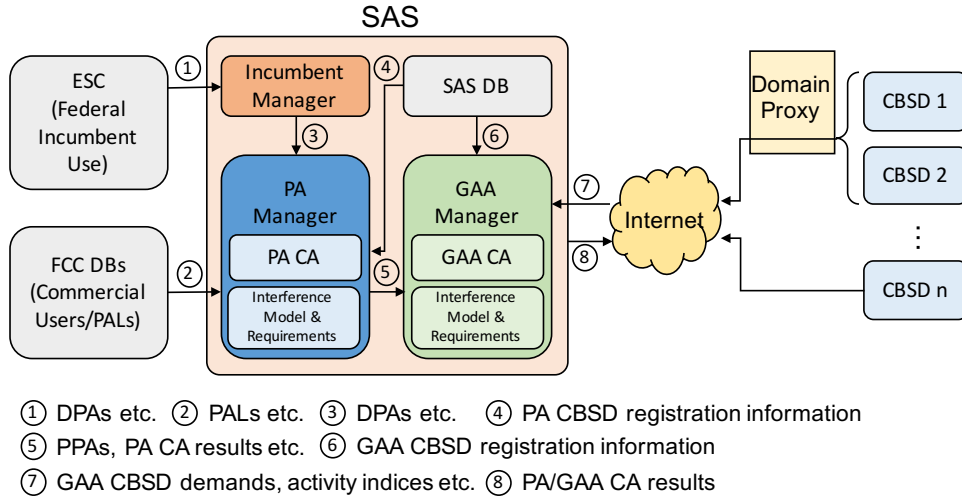 SAS
ESC
(Federal
Incumbent
Use)
①
Incumbent
Manager
④
SAS DB
Domain
Proxy
CBSD 1
CBSD 2
③
⑥
PA
Manager
PA CA
Interference
Model &
Requirements
GAA
Manager
GAA CA
Interference
Model &
Requirements
⑦
Internet
⑧
⋮
CBSD n
FCC DBs
(Commercial
Users/PALs)
②
⑤
① DPAs etc. ② PALs etc. ③ DPAs etc. ④ PA CBSD registration information
⑤ PPAs, PA CA results etc. ⑥ GAA CBSD registration information
⑦ GAA CBSD demands, activity indices etc. ⑧ PA/GAA CA results